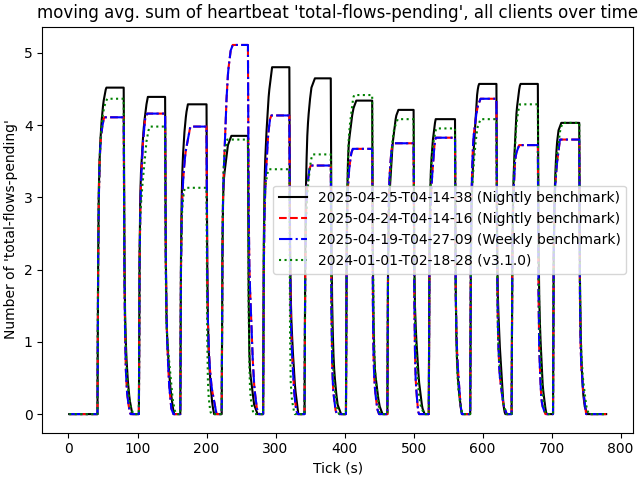 moving avg. sum of heartbeat 'total-flows-pending', all clients over time
Number of 'total-flows-pending'
5
4
3
2
1
0
2025-04-25-T04-14-38 (Nightly benchmark)
2025-04-24-T04-14-16 (Nightly benchmark)
2025-04-19-T04-27-09 (Weekly benchmark)
2024-01-01-T02-18-28 (v3.1.0)
0 100 200 300 400 500 600 700 800
Tick (s)